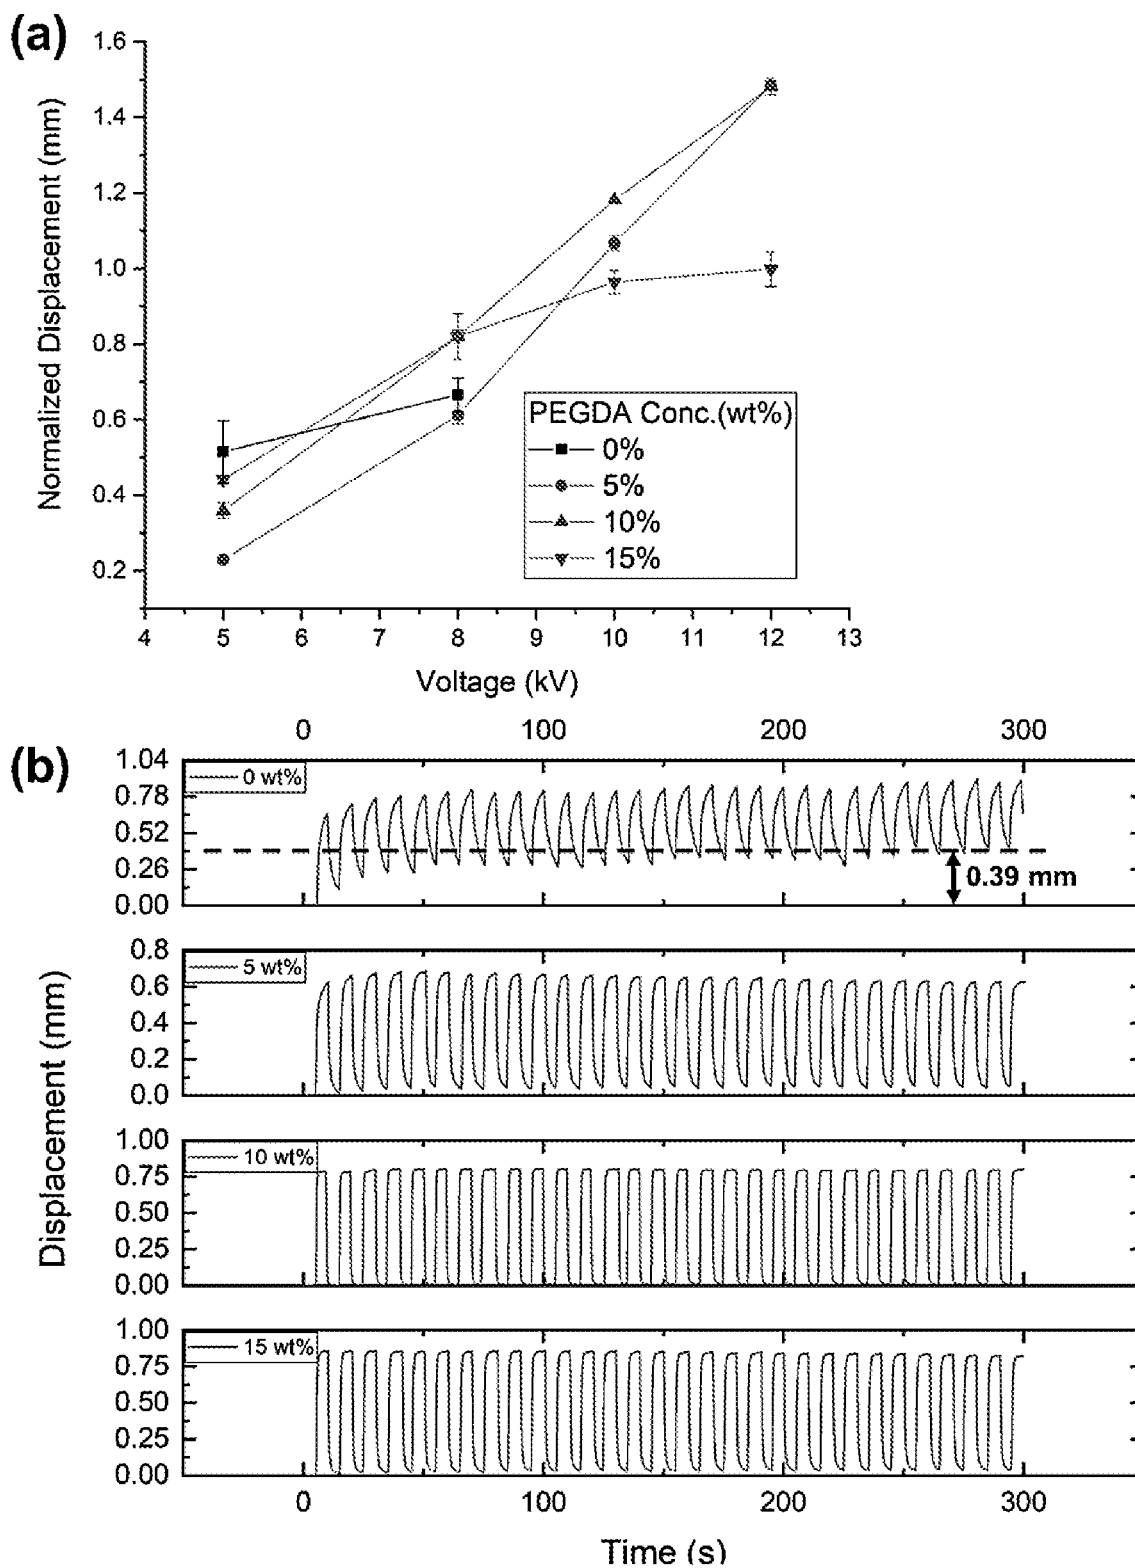 (a)
Normalized Displacement (mm)
1.6
1.4
1.2
1.0
0.8
0.6
0.4
0.2
PEGDA Conc.(wt%)
0%
5%
10%
15%
4 5 6 7 8 9 10 11 12 13
Voltage (kV)
(b)
0 100 200 300
Displacement (mm)
1.04
0.78
0.52
0.26
0.00
0 wt%
0.39 mm
0.8
0.6
0.4
0.2
0.0
5 wt%
1.00
0.75
0.50
0.25
0.00
10 wt%
1.00
0.75
0.50
0.25
0.00
15 wt%
0 100 200 300
Time (s)